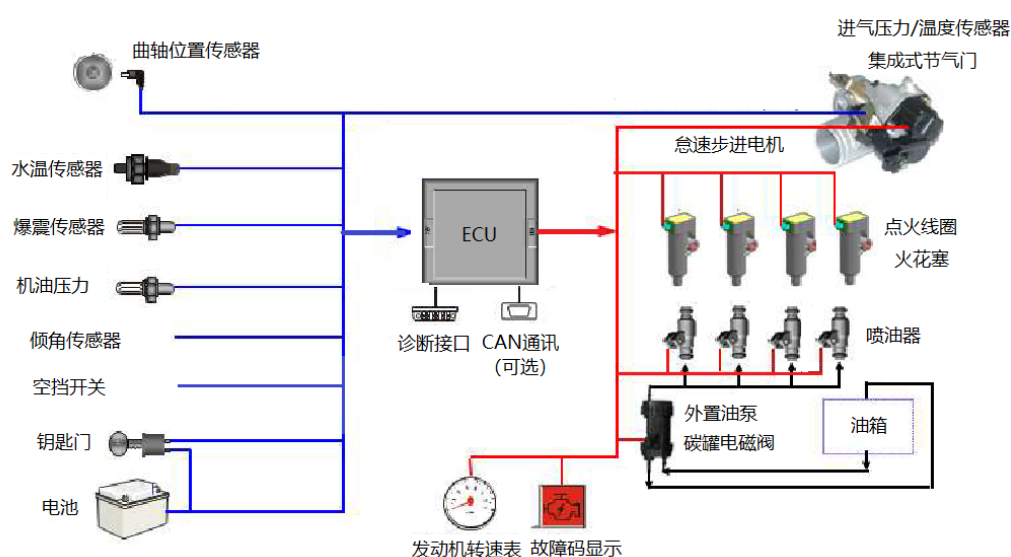 曲轴位置传感器
进气压力/温度传感器
集成式节气门
怠速步进电机
水温传感器
爆震传感器
ECU
点火线圈
火花塞
机油压力
倾角传感器
诊断接口
CAN通讯
(可选)
喷油器
空挡开关
外置油泵
碳罐电磁阀
油箱
钥匙门
电池
发动机转速表
故障码显示